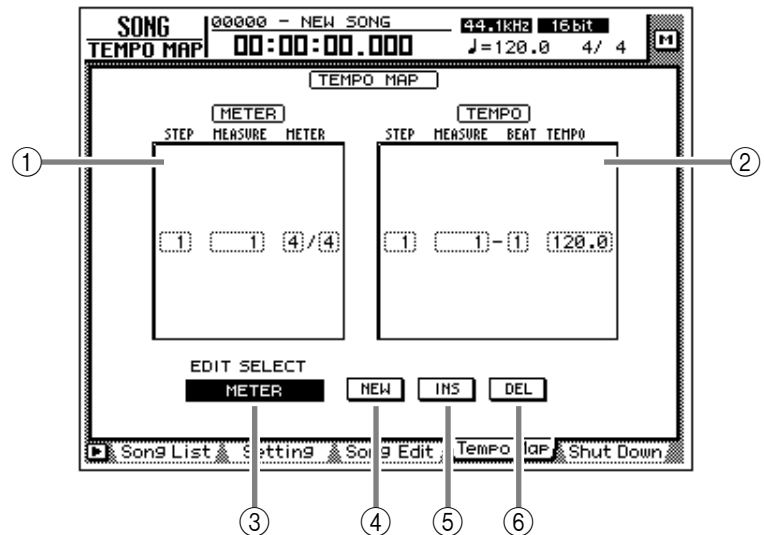 SONG 00000 - NEW SONG 44.1kHz 16bit
TEMPO MAP 00:00:00.000 ♩=120.0 4/ 4 M
TEMPO MAP
METER TEMPO
STEP MEASURE METER STEP MEASURE BEAT TEMPO
① ②
1 1 4/4 1 1-1 120.0
EDIT SELECT
METER NEW INS DEL
Song List Setting Song Edit Tempo Map Shut Down
③ ④ ⑤ ⑥